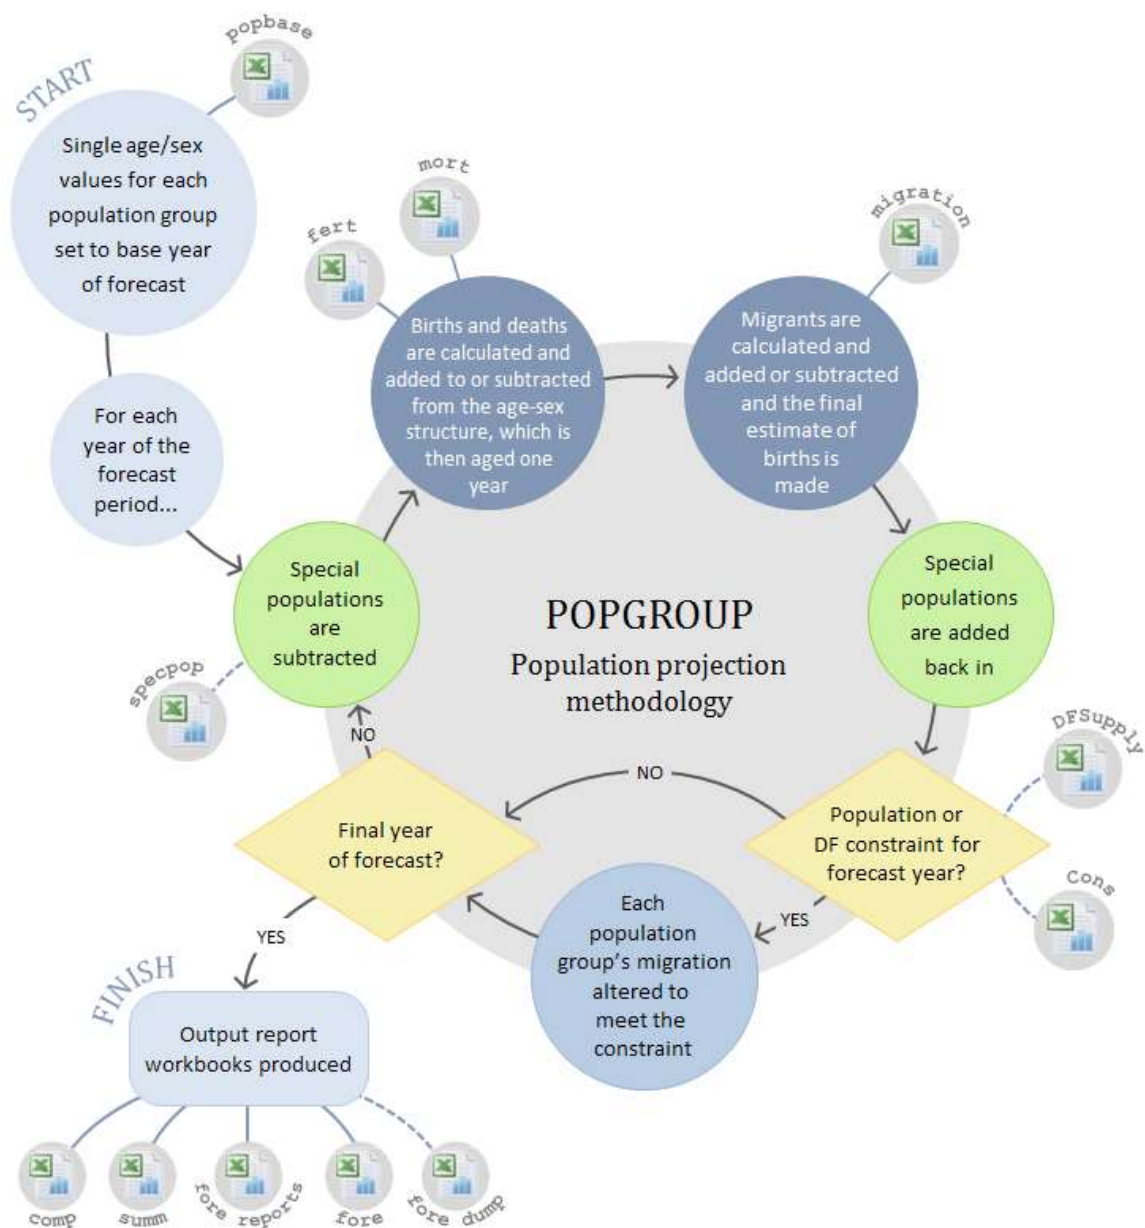 popbase
START
Single age/sex
values for each
population group
set to base year
of forecast
For each
year of the
forecast
period...
specpop
Special
populations
are
subtracted
fert
mort
Births and deaths
are calculated and
added to or subtracted
from the age-sex
structure, which is
then aged one
year
migration
Migrants are
calculated and
added or subtracted
and the final
estimate of
births is
made
Special
populations
are added
back in
POPGROUP
Population projection
methodology
DFSupply
Cons
Population or
DF constraint for
forecast year?
NO
YES
Each
population
group's migration
altered to
meet the
constraint
Final year
of forecast?
NO
YES
FINISH
Output report
workbooks produced
comp
summ
fore reports
fore
fore dump